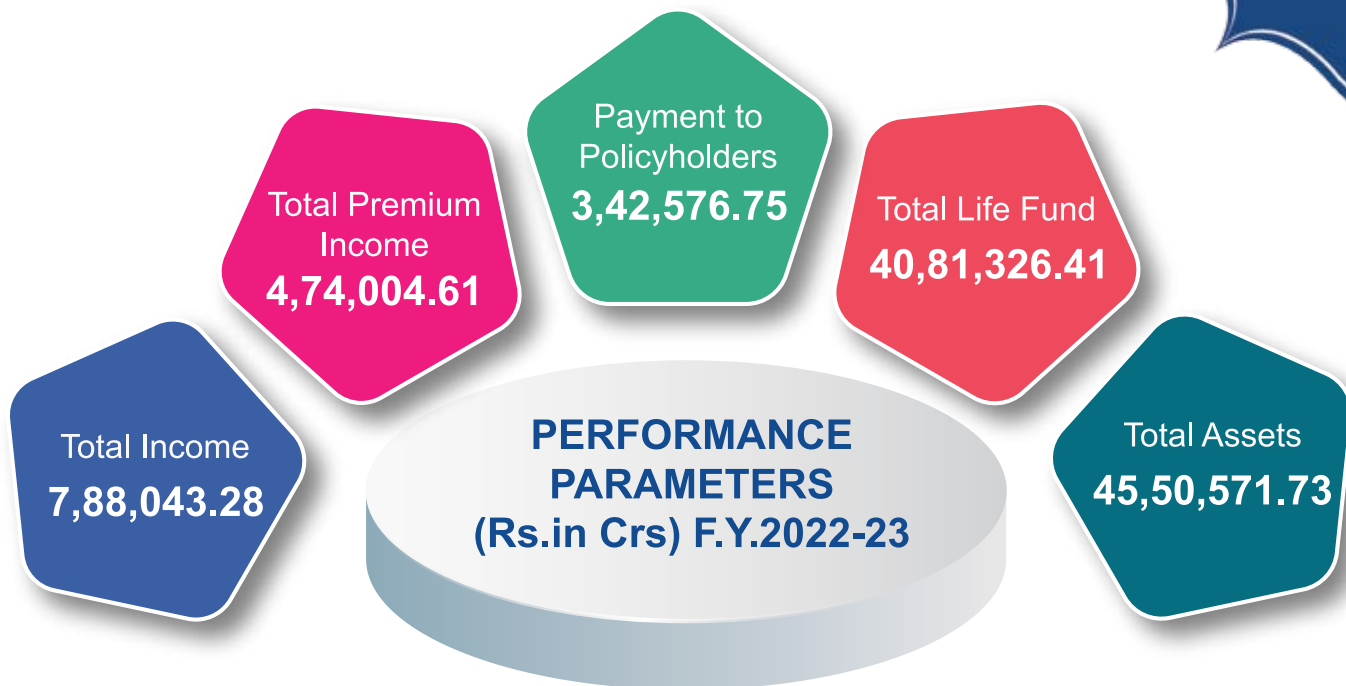 Payment to
Policyholders
3,42,576.75
Total Premium
Income
4,74,004.61
Total Life Fund
40,81,326.41
Total Income
7,88,043.28
Total Assets
45,50,571.73
PERFORMANCE
PARAMETERS
(Rs.in Crs) F.Y.2022-23